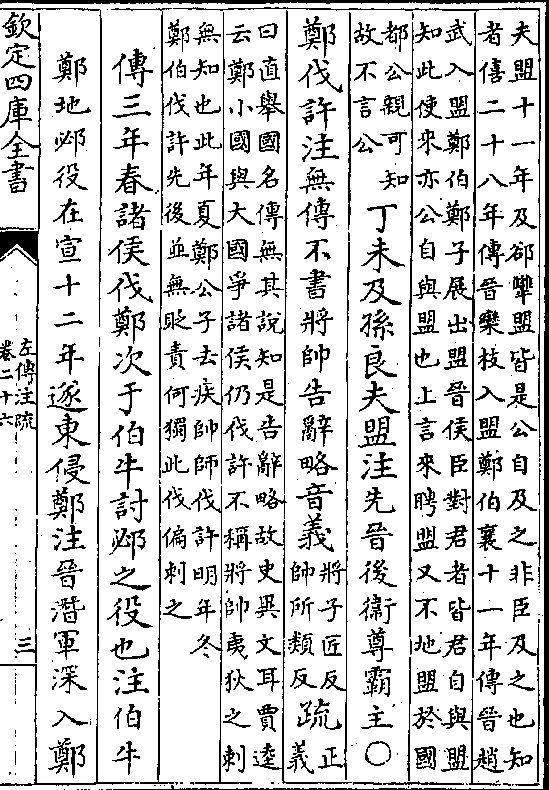 夫盟十一年及郤犨盟皆是公自及之非臣及之也知
者僖二十八年傳晉欒枝入盟鄭伯襄十一年傳晉趙
武入盟鄭伯鄭子展出盟晉侯臣對君者皆君自與盟
知此使來亦公自與盟也上言來聘盟又不地盟於國
都公親可知
故不言公
丁未及孫良夫盟注先晉後衞尊霸主〇
鄭伐許注無傳不書將帥告辭略音義
將子匠反
帥所類反
疏
正
義
曰直舉國名傳無其說知是告辭略故史異文耳賈逵
云鄭小國與大國爭諸侯仍伐許不稱將帥夷狄之刺
無知也此年夏鄭公子去疾帥師伐許明年冬
鄭伯伐許先後並無貶責何獨此伐偏刺之
傳三年春諸侯伐鄭次于伯牛討邲之役也注伯牛
鄭地邲役在宣十二年遂東侵鄭注晉潛軍深入鄭
欽定四庫全書
左傳注疏
卷二十六
三